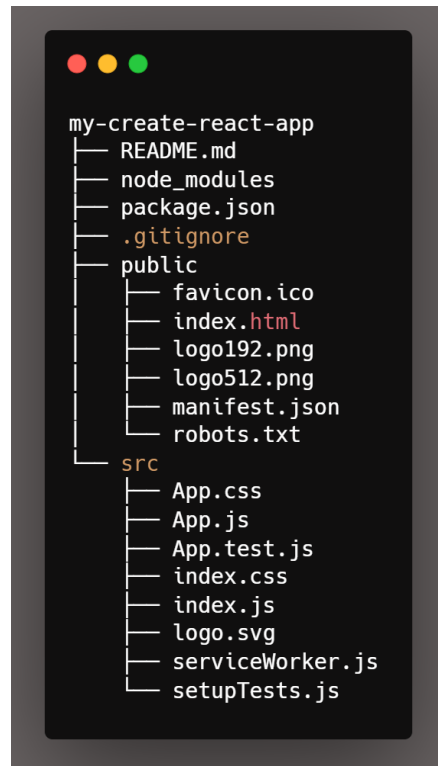 my-create-react-app
├── README.md
├── node_modules
├── package.json
├── .gitignore
├── public
│   ├── favicon.ico
│   ├── index.html
│   ├── logo192.png
│   ├── logo512.png
│   ├── manifest.json
│   └── robots.txt
└── src
    ├── App.css
    ├── App.js
    ├── App.test.js
    ├── index.css
    ├── index.js
    ├── logo.svg
    ├── serviceWorker.js
    └── setupTests.js